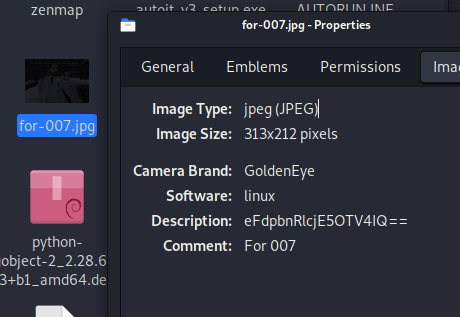 zenmap
autoit_v3_setup.exe
AUTORUN.INF
for-007.jpg - Properties
General
Emblems
Permissions
Imag
Image Type: jpeg (JPEG)
Image Size: 313x212 pixels
Camera Brand: GoldenEye
Software: linux
Description: eFdpbnRlcjE5OTV4IQ==
Comment: For 007
for-007.jpg
python-
gobject-2_2.28.6
3+b1_amd64.de